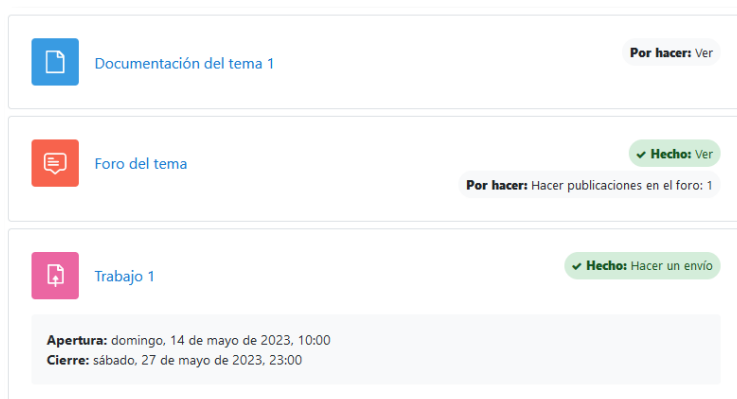 Documentación del tema 1
Por hacer: Ver
Foro del tema
Hecho: Ver
Por hacer: Hacer publicaciones en el foro: 1
Trabajo 1
Hecho: Hacer un envío
Apertura: domingo, 14 de mayo de 2023, 10:00
Cierre: sábado, 27 de mayo de 2023, 23:00